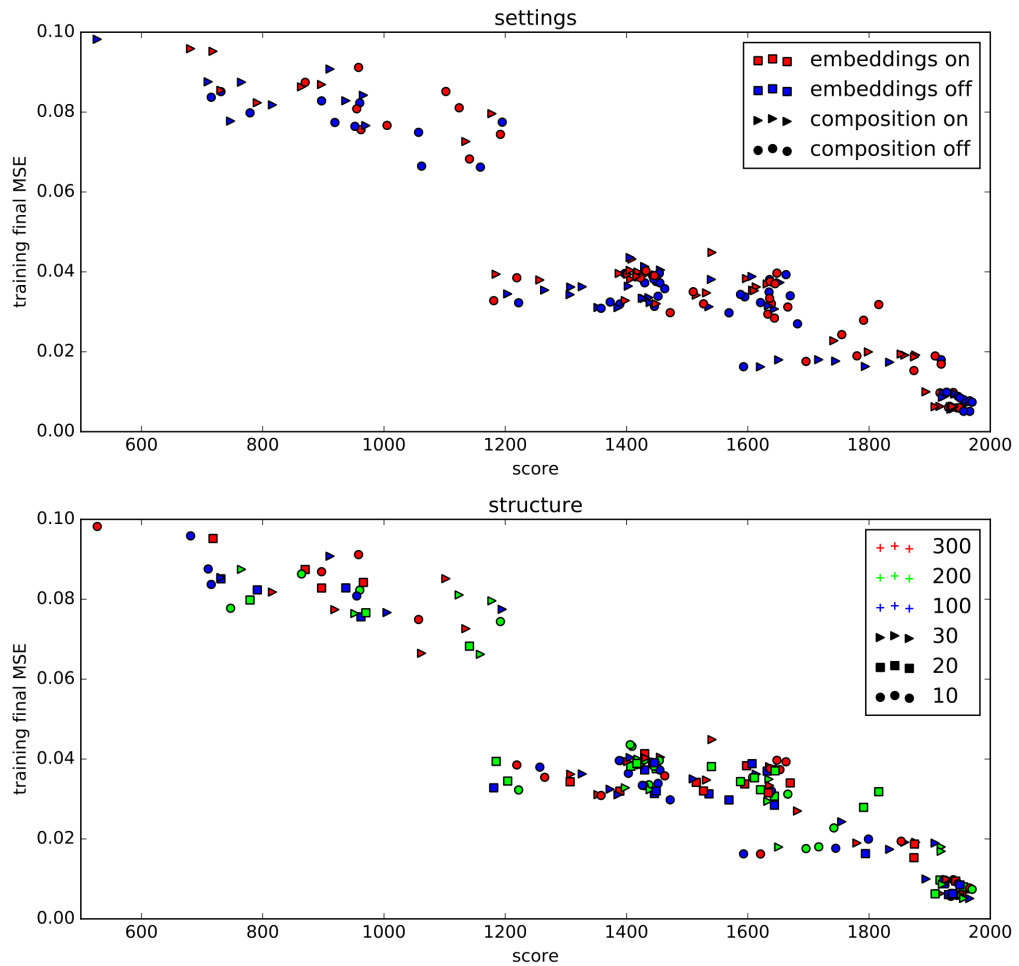 settings
0.10
embeddings on
embeddings off
composition on
composition off
0.08
0.06
0.04
0.02
0.00
training final MSE
600 800 1000 1200 1400 1600 1800 2000
score
structure
0.10
300
200
100
30
20
10
0.08
0.06
0.04
0.02
0.00
training final MSE
600 800 1000 1200 1400 1600 1800 2000
score